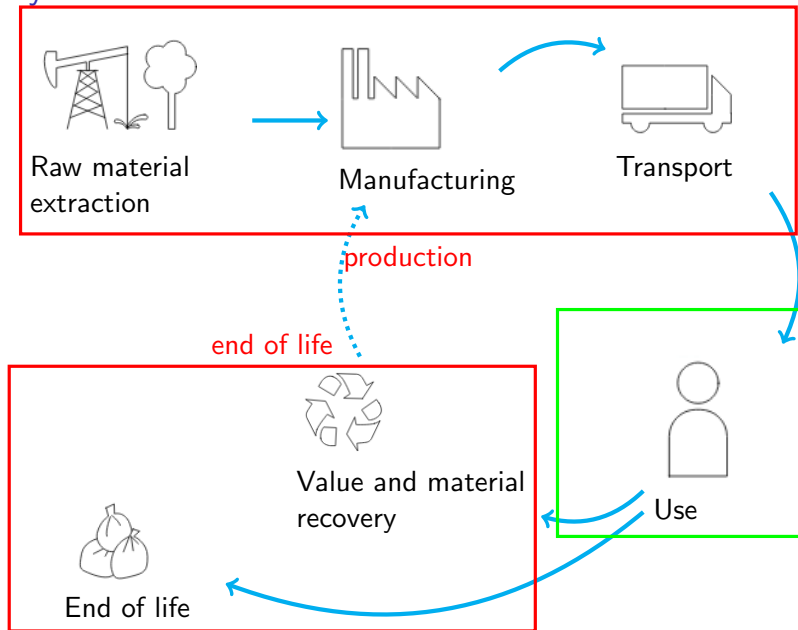 Raw material
extraction
Manufacturing
Transport
production
end of life
Value and material
recovery
Use
End of life